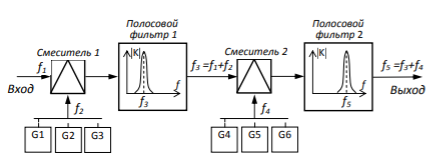 Полосовой
фильтр 1
Полосовой
фильтр 2
Смеситель 1
Смеситель 2
f₁
|K|
f
f₃
f₃ =f₁+f₂
|K|
f
f₅
f₅ =f₃+f₄
Вход
Выход
f₂
f₄
G1 G2 G3
G4 G5 G6